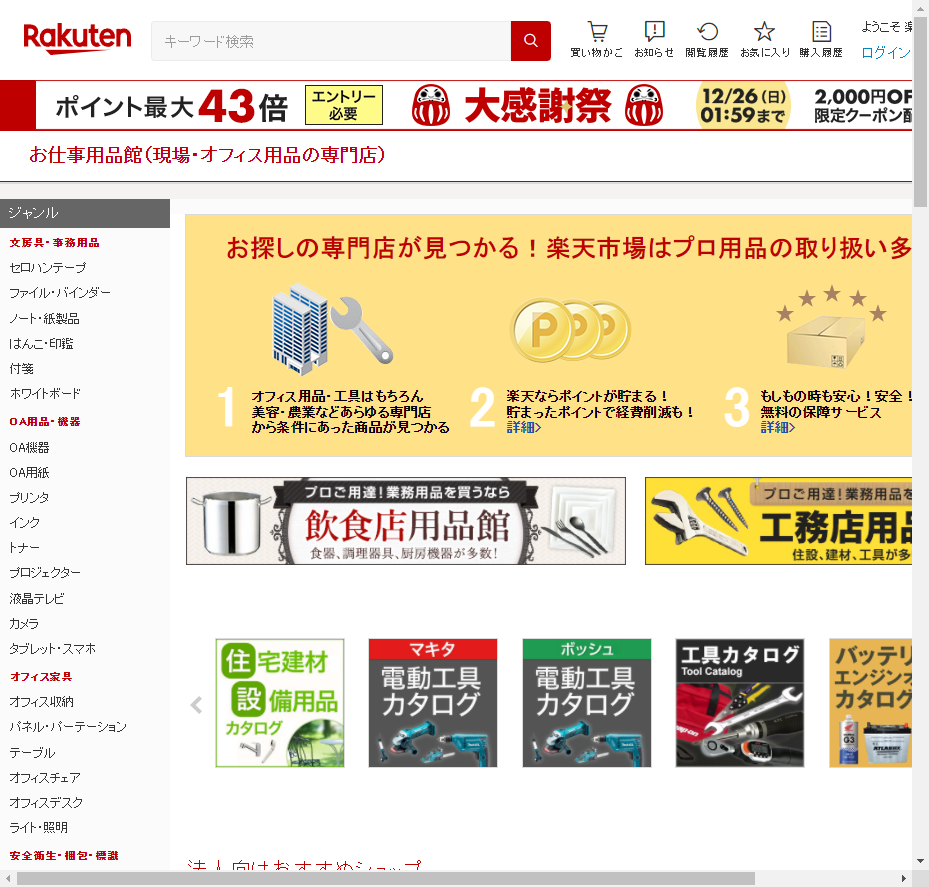 Rakuten
キーワード検索
買い物かご
お知らせ
閲覧履歴
お気に入り
購入履歴
ようこそ 楽
ログイン
ポイント最大43倍
エントリー
必要
大感謝祭
12/26(日)
01:59まで
2,000円OF
限定クーポン配
お仕事用品館(現場・オフィス用品の専門店)
ジャンル
文房具・事務用品
セロハンテープ
ファイル・バインダー
ノート・紙製品
はんこ・印鑑
付箋
ホワイトボード
OA用品・機器
OA機器
OA用紙
プリンタ
インク
トナー
プロジェクター
液晶テレビ
カメラ
タブレット・スマホ
オフィス家具
オフィス収納
パネル・パーテーション
テーブル
オフィスチェア
オフィスデスク
ライト・照明
安全衛生・梱包・標識
お探しの専門店が見つかる！楽天市場はプロ用品の取り扱い多
1
オフィス用品・工具はもちろん
美容・農業などあらゆる専門店
から条件にあった商品が見つかる
2
楽天ならポイントが貯まる！
貯まったポイントで経費削減も！
詳細>
3
もしもの時も安心！安全！
無料の保障サービス
詳細>
プロご用達！業務用品を買うなら
飲食店用品館
食器、調理器具、厨房機器が多数！
プロご用達！業務用品を
工務店用品
住設、建材、工具が多
住宅建材
設備用品
カタログ
マキタ
電動工具
カタログ
ボッシュ
電動工具
カタログ
工具カタログ
Tool Catalog
バッテリ
エンジンオ
カタログ
法人向けおすすめショップ